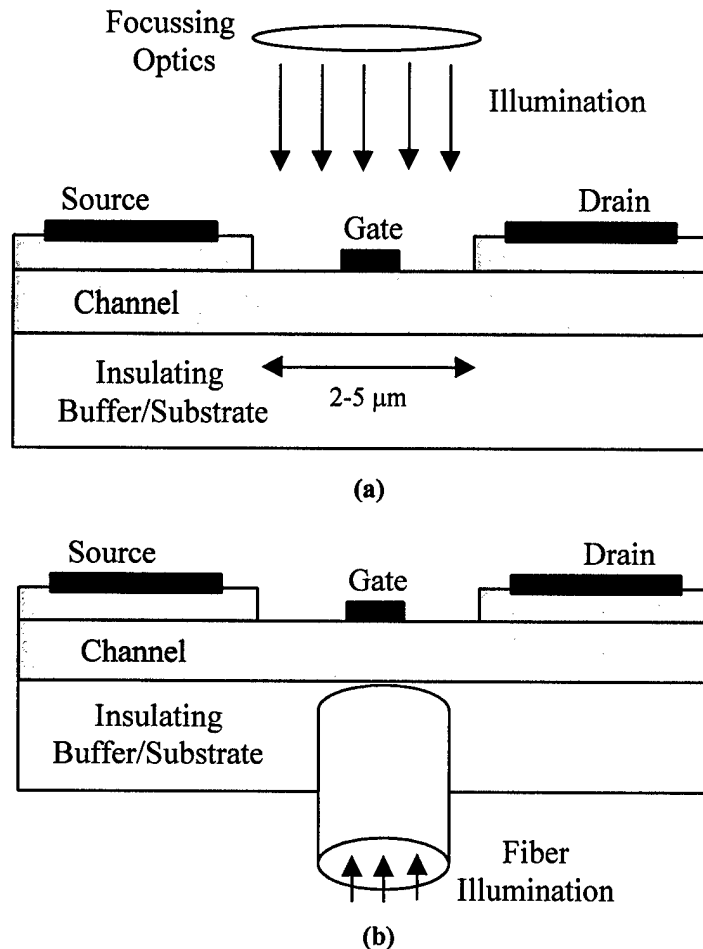 Focussing
Optics
Illumination
Source
Gate
Drain
Channel
Insulating
Buffer/Substrate
2-5 μm
(a)
Source
Gate
Drain
Channel
Insulating
Buffer/Substrate
Fiber
Illumination
(b)